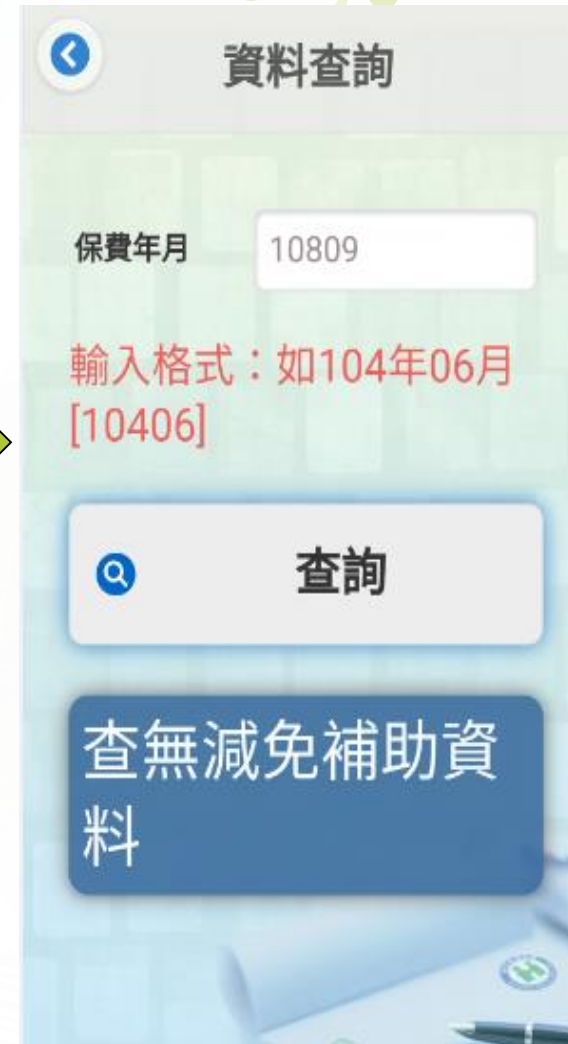 資料查詢
保費年月 10809
輸入格式：如104年06月
[10406]
查詢
查無減免補助資
料